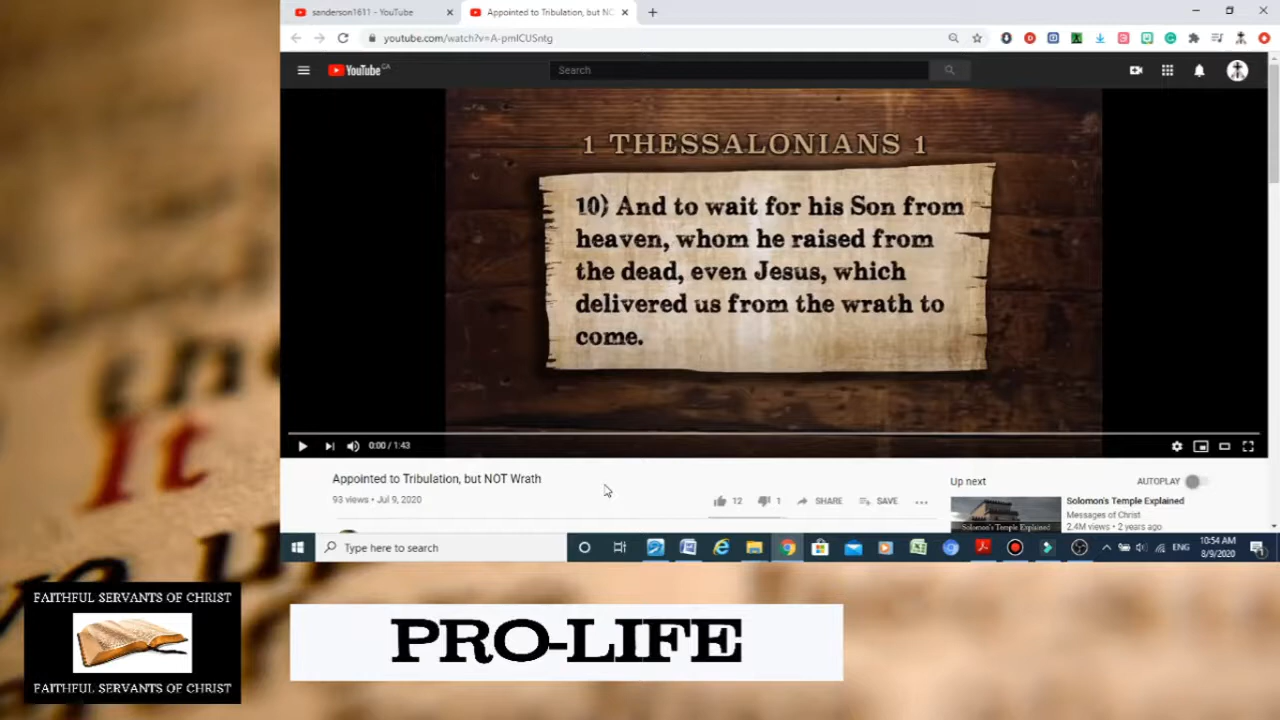 sanderson1611 - YouTube
Appointed to Tribulation, but N
youtube.com/watch?v=A-pmICUSntg
YouTube CA
Search
1 THESSALONIANS 1
10) And to wait for his Son from
heaven, whom he raised from
the dead, even Jesus, which
delivered us from the wrath to
come.
0:00 / 1:43
Appointed to Tribulation, but NOT Wrath
93 views • Jul 9, 2020
12
1
SHARE
SAVE
Up next
AUTOPLAY
Solomon's Temple Explained
Solomon's Temple Explained
Messages of Christ
2.4M views • 2 years ago
Type here to search
ENG
10:54 AM
8/9/2020
It
FAITHFUL SERVANTS OF CHRIST
FAITHFUL SERVANTS OF CHRIST
PRO-LIFE